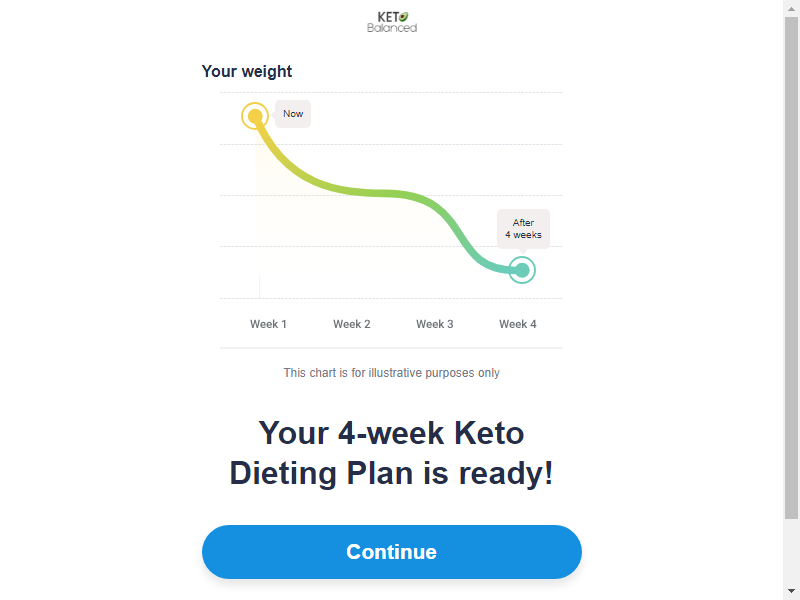 KETO
Balanced
Your weight
Now
After
4 weeks
Week 1 Week 2 Week 3 Week 4
This chart is for illustrative purposes only
Your 4-week Keto
Dieting Plan is ready!
Continue